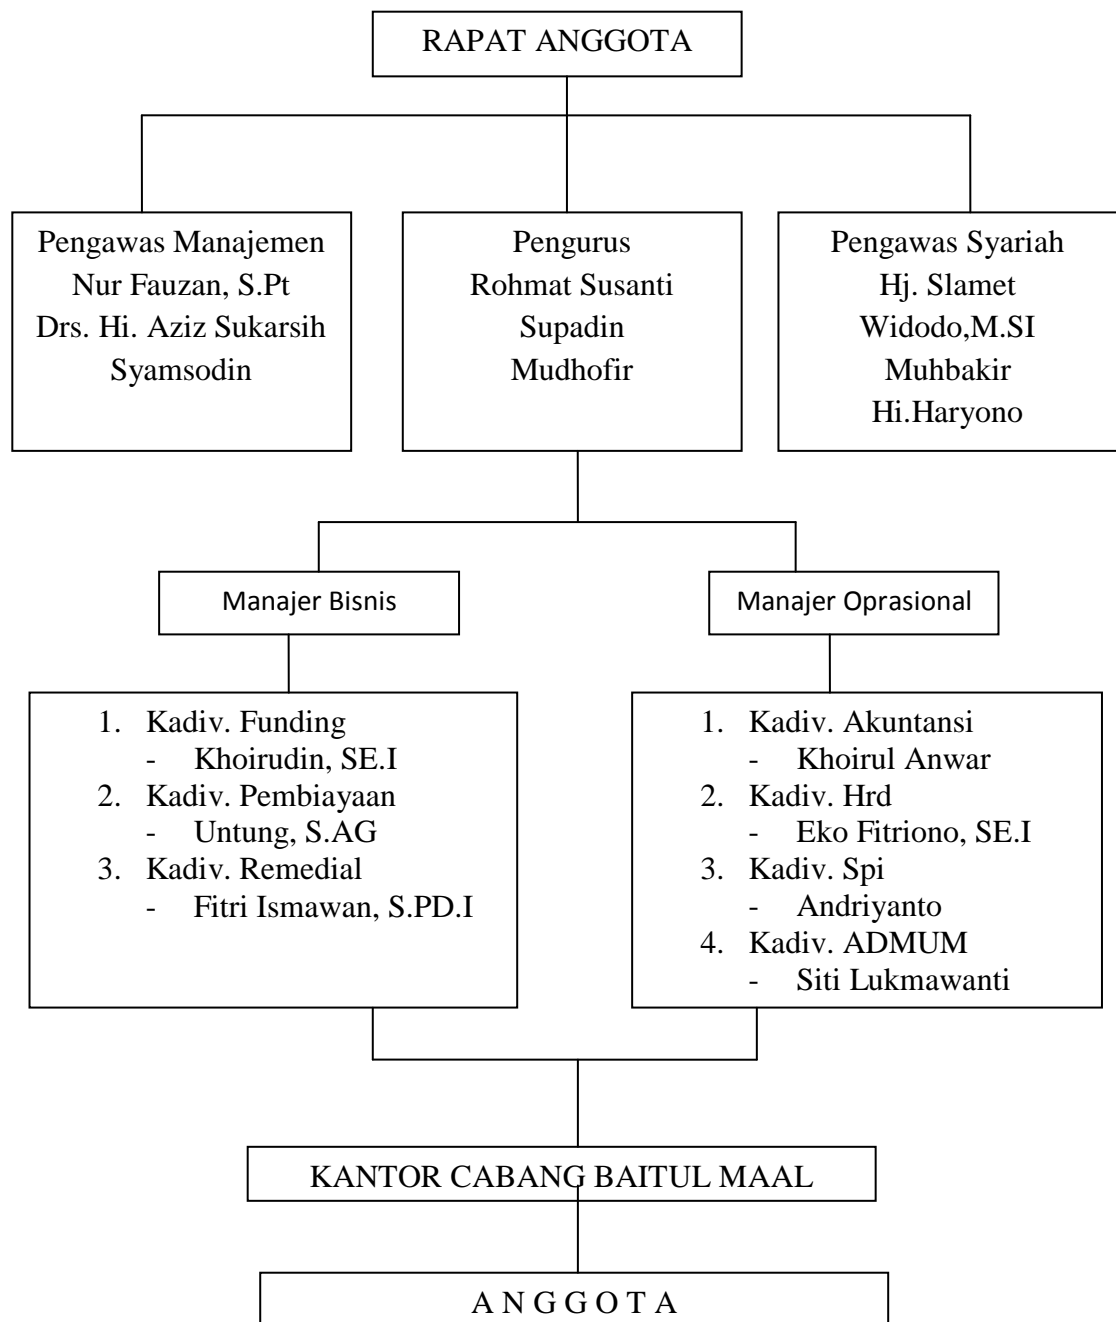 RAPAT ANGGOTA
Pengawas Manajemen
Nur Fauzan, S.Pt
Drs. Hi. Aziz Sukarsih
Syamsodin
Pengurus
Rohmat Susanti
Supadin
Mudhofir
Pengawas Syariah
Hj. Slamet
Widodo,M.SI
Muhbakir
Hi.Haryono
Manajer Bisnis
Manajer Oprasional
1. Kadiv. Funding
- Khoirudin, SE.I
2. Kadiv. Pembiayaan
- Untung, S.AG
3. Kadiv. Remedial
- Fitri Ismawan, S.PD.I
1. Kadiv. Akuntansi
- Khoirul Anwar
2. Kadiv. Hrd
- Eko Fitriono, SE.I
3. Kadiv. Spi
- Andriyanto
4. Kadiv. ADMUM
- Siti Lukmawanti
KANTOR CABANG BAITUL MAAL
A N G G O T A